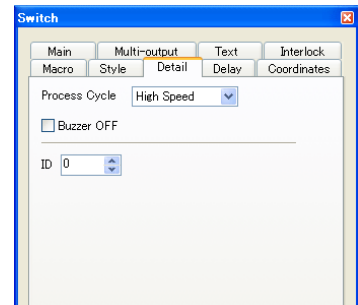 Switch
Main Multi-output Text Interlock
Macro Style Detail Delay Coordinates
Process Cycle High Speed
Buzzer OFF
ID 0